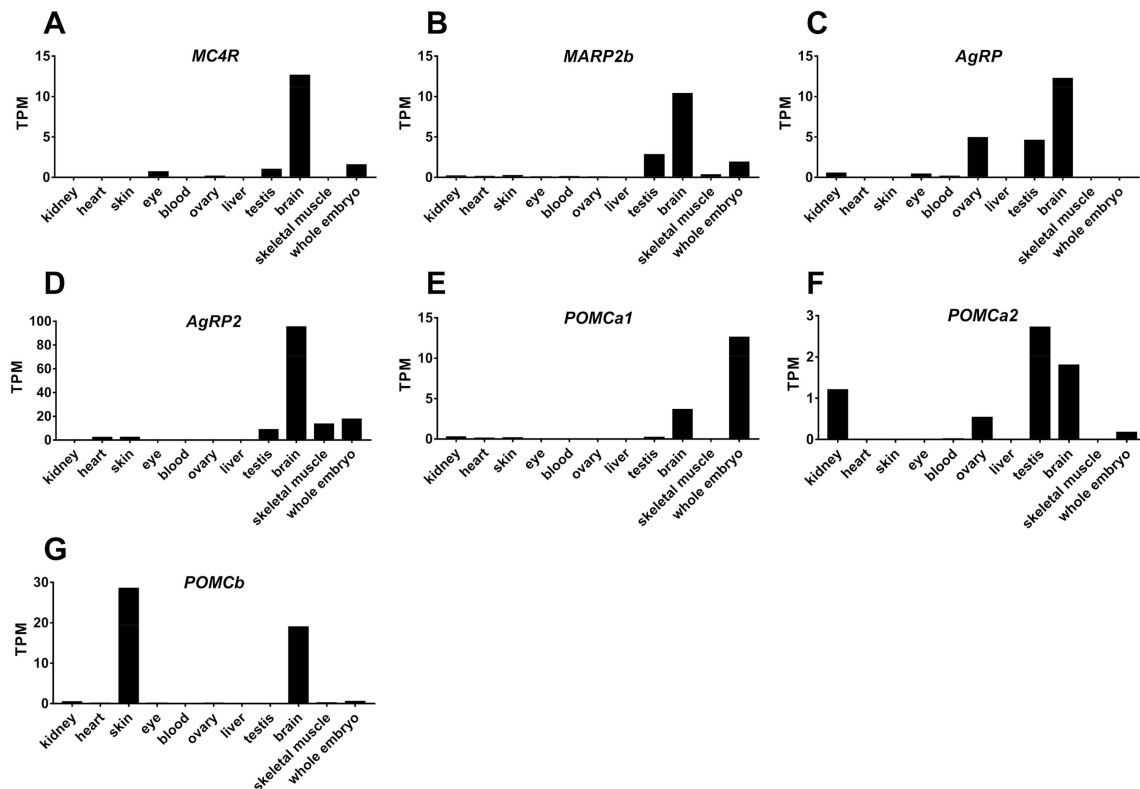 A
MC4R
TPM
15
10
5
0
kidney
heart
skin
eye
blood
ovary
liver
testis
brain
skeletal muscle
whole embryo
B
MARP2b
TPM
15
10
5
0
kidney
heart
skin
eye
blood
ovary
liver
testis
brain
skeletal muscle
whole embryo
C
AgRP
TPM
15
10
5
0
kidney
heart
skin
eye
blood
ovary
liver
testis
brain
skeletal muscle
whole embryo
D
AgRP2
TPM
100
80
60
40
20
0
kidney
heart
skin
eye
blood
ovary
liver
testis
brain
skeletal muscle
whole embryo
E
POMCa1
TPM
15
10
5
0
kidney
heart
skin
eye
blood
ovary
liver
testis
brain
skeletal muscle
whole embryo
F
POMCa2
TPM
3
2
1
0
kidney
heart
skin
eye
blood
ovary
liver
testis
brain
skeletal muscle
whole embryo
G
POMCb
TPM
30
20
10
0
kidney
heart
skin
eye
blood
ovary
liver
testis
brain
skeletal muscle
whole embryo